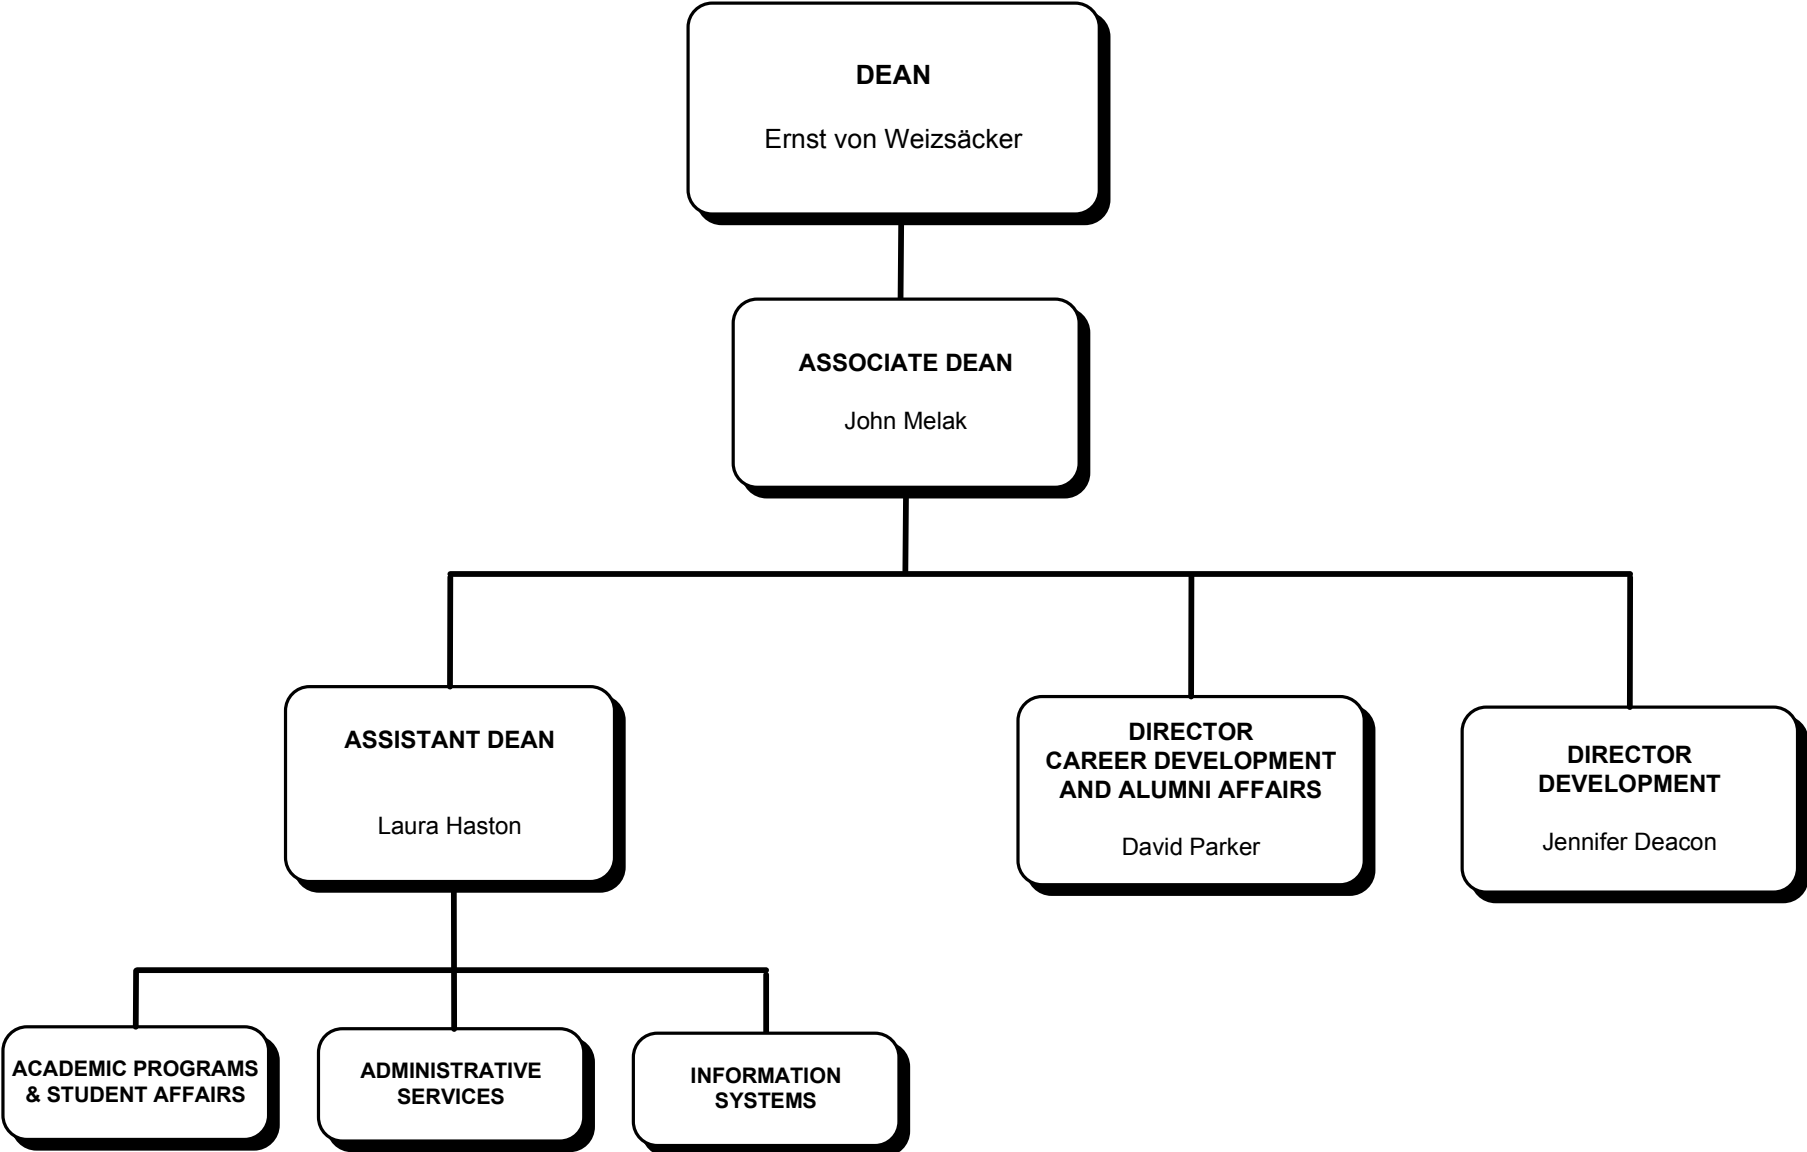 DEAN
Ernst von Weizsäcker
ASSOCIATE DEAN
John Melak
ASSISTANT DEAN
Laura Haston
DIRECTOR
CAREER DEVELOPMENT
AND ALUMNI AFFAIRS
David Parker
DIRECTOR
DEVELOPMENT
Jennifer Deacon
ACADEMIC PROGRAMS
& STUDENT AFFAIRS
ADMINISTRATIVE
SERVICES
INFORMATION
SYSTEMS